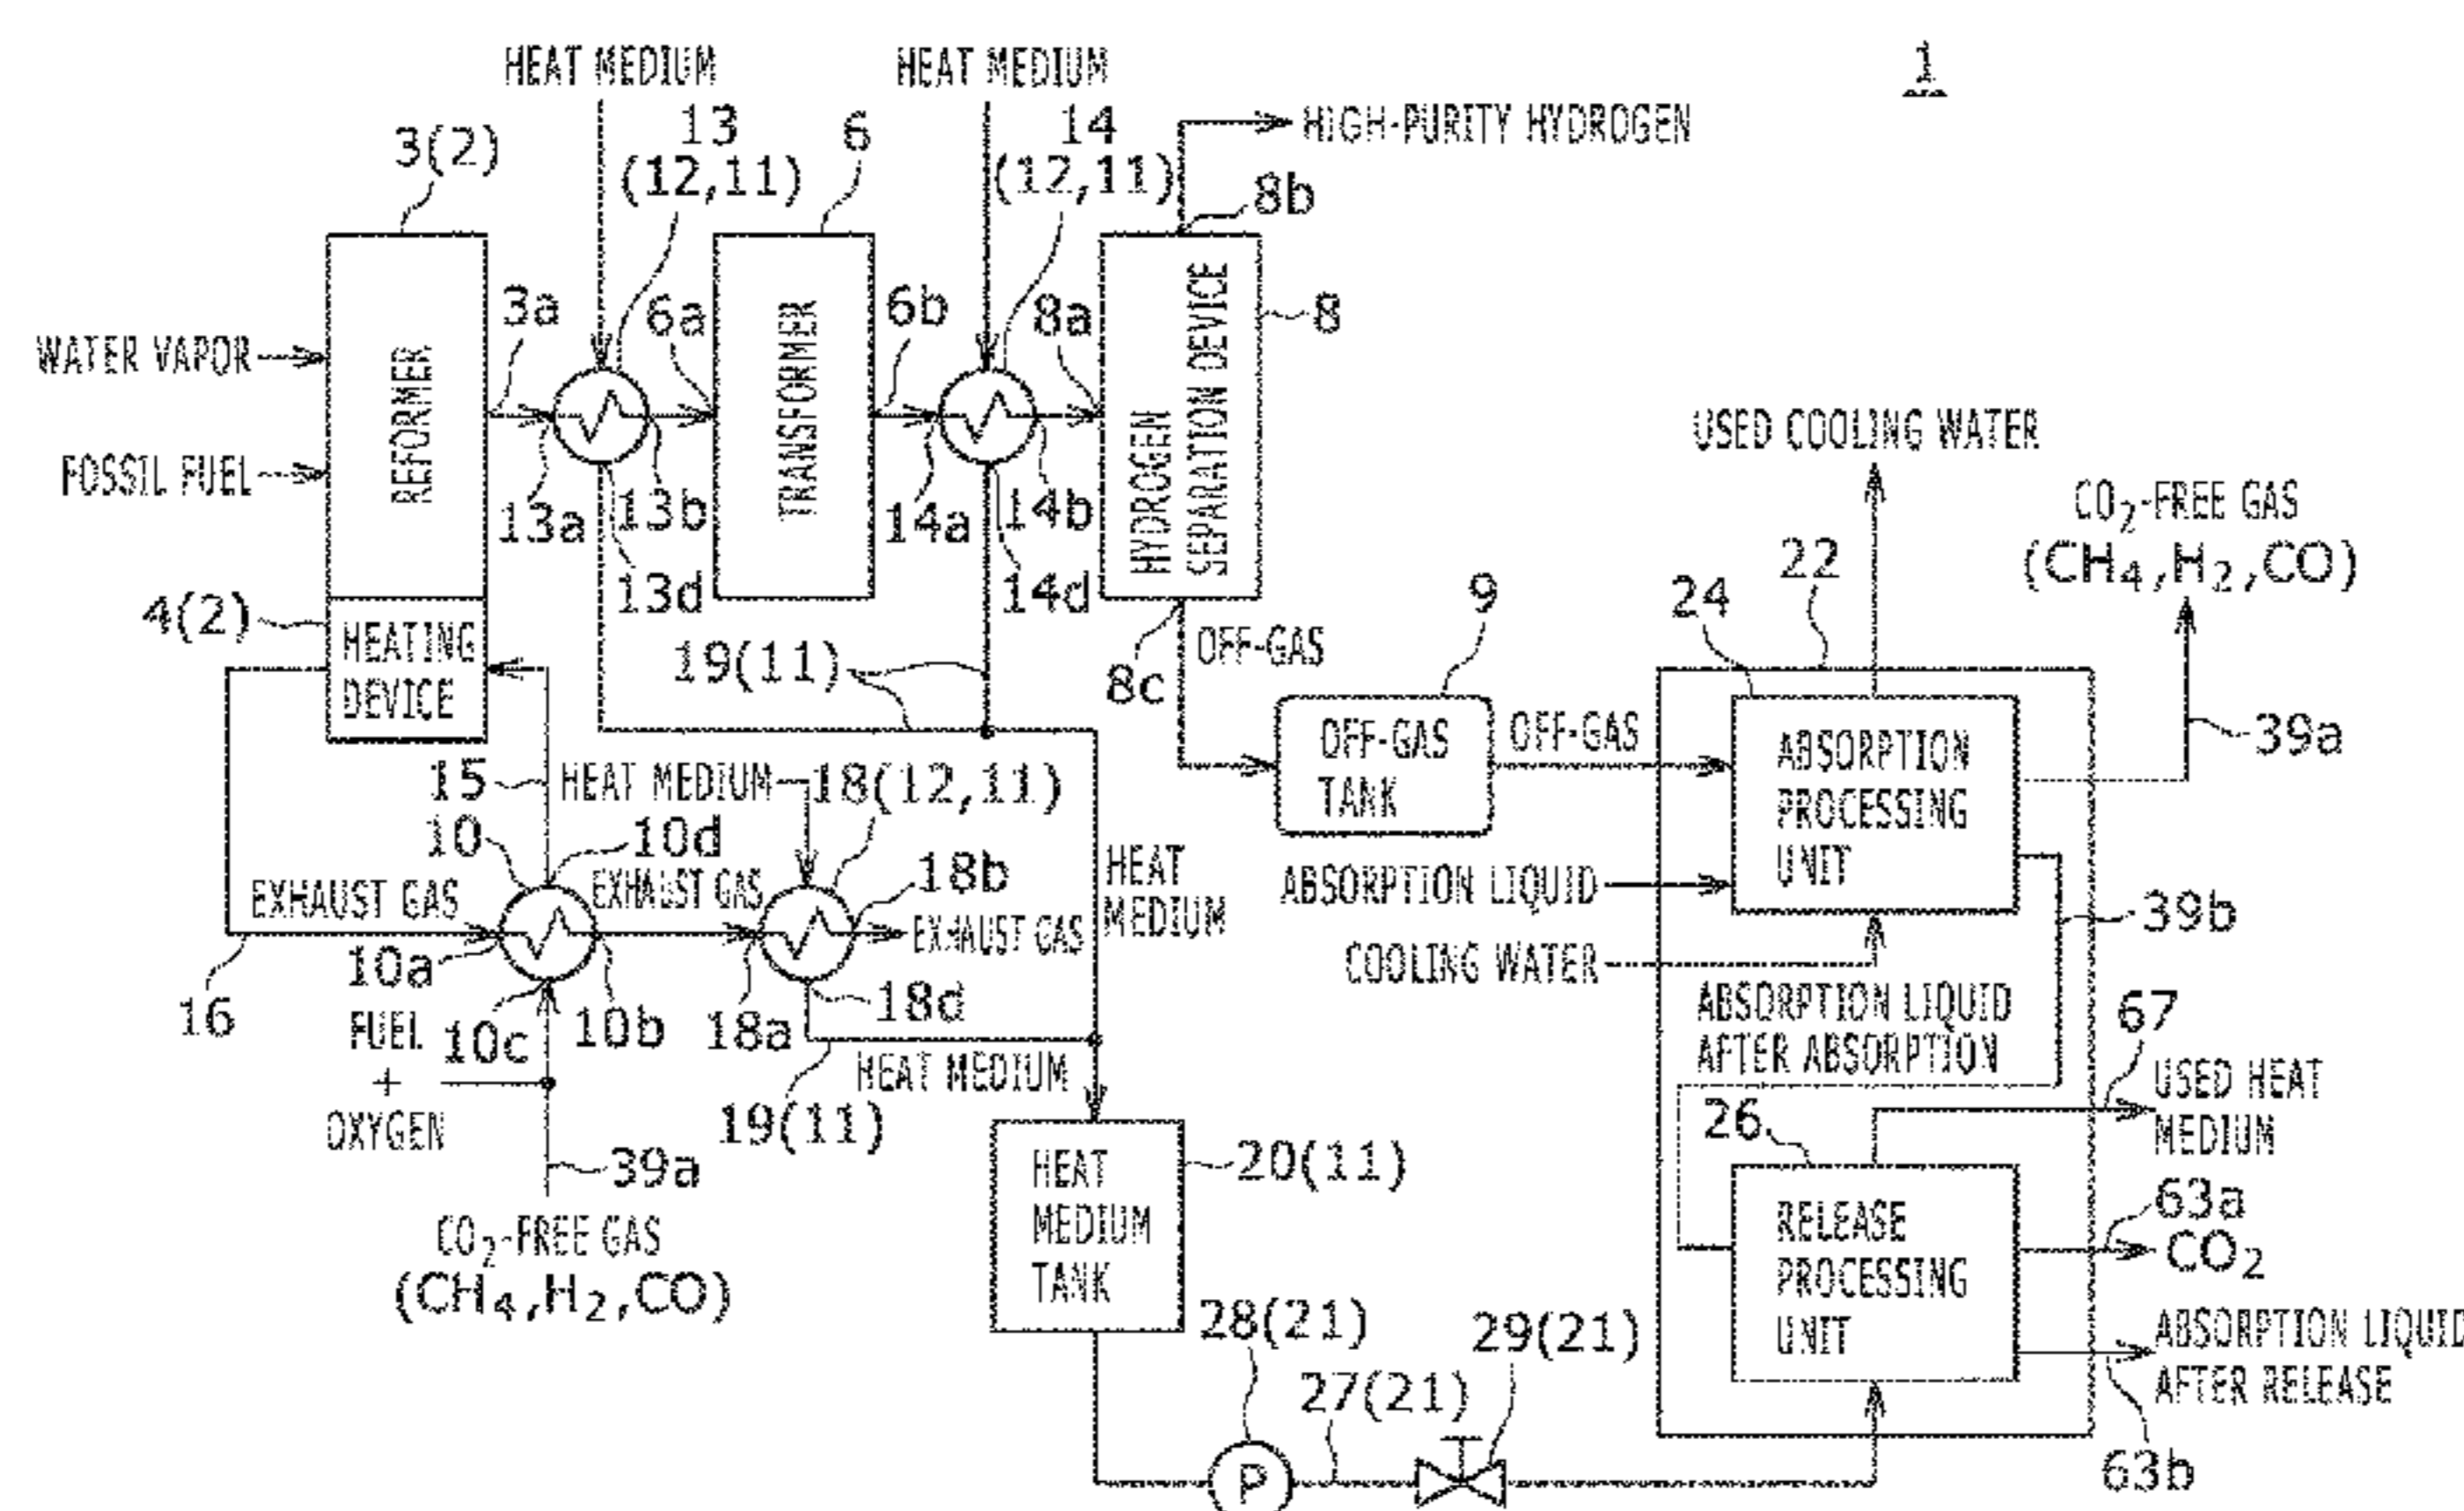 1
HEAT MEDIUM
HEAT MEDIUM
HIGH-PURITY HYDROGEN
3(2)
13
(12,11)
6
14
(12,11)
8b
WATER VAPOR
FOSSIL FUEL
REFORMER
3a
6a
TRANSFORMER
6b
8a
HYDROGEN
SEPARATION DEVICE
8
13a
13b
13d
14a
14b
14d
USED COOLING WATER
CO2-FREE GAS
(CH4,H2,CO)
4(2)
HEATING
DEVICE
19(11)
8c
OFF-GAS
9
OFF-GAS
TANK
OFF-GAS
24
22
ABSORPTION
PROCESSING
UNIT
39a
15
HEAT MEDIUM
18(12,11)
10
10d
EXHAUST GAS
EXHAUST GAS
18b
EXHAUST GAS
HEAT
MEDIUM
ABSORPTION LIQUID
COOLING WATER
39b
16
10a
10c
10b
18a
18d
FUEL
+
OXYGEN
HEAT MEDIUM
19(11)
39a
CO2-FREE GAS
(CH4,H2,CO)
ABSORPTION LIQUID
AFTER ABSORPTION
67
USED HEAT
MEDIUM
26
HEAT
MEDIUM
TANK
20(11)
RELEASE
PROCESSING
UNIT
63a
CO2
28(21)
27(21)
29(21)
ABSORPTION LIQUID
AFTER RELEASE
63b
P